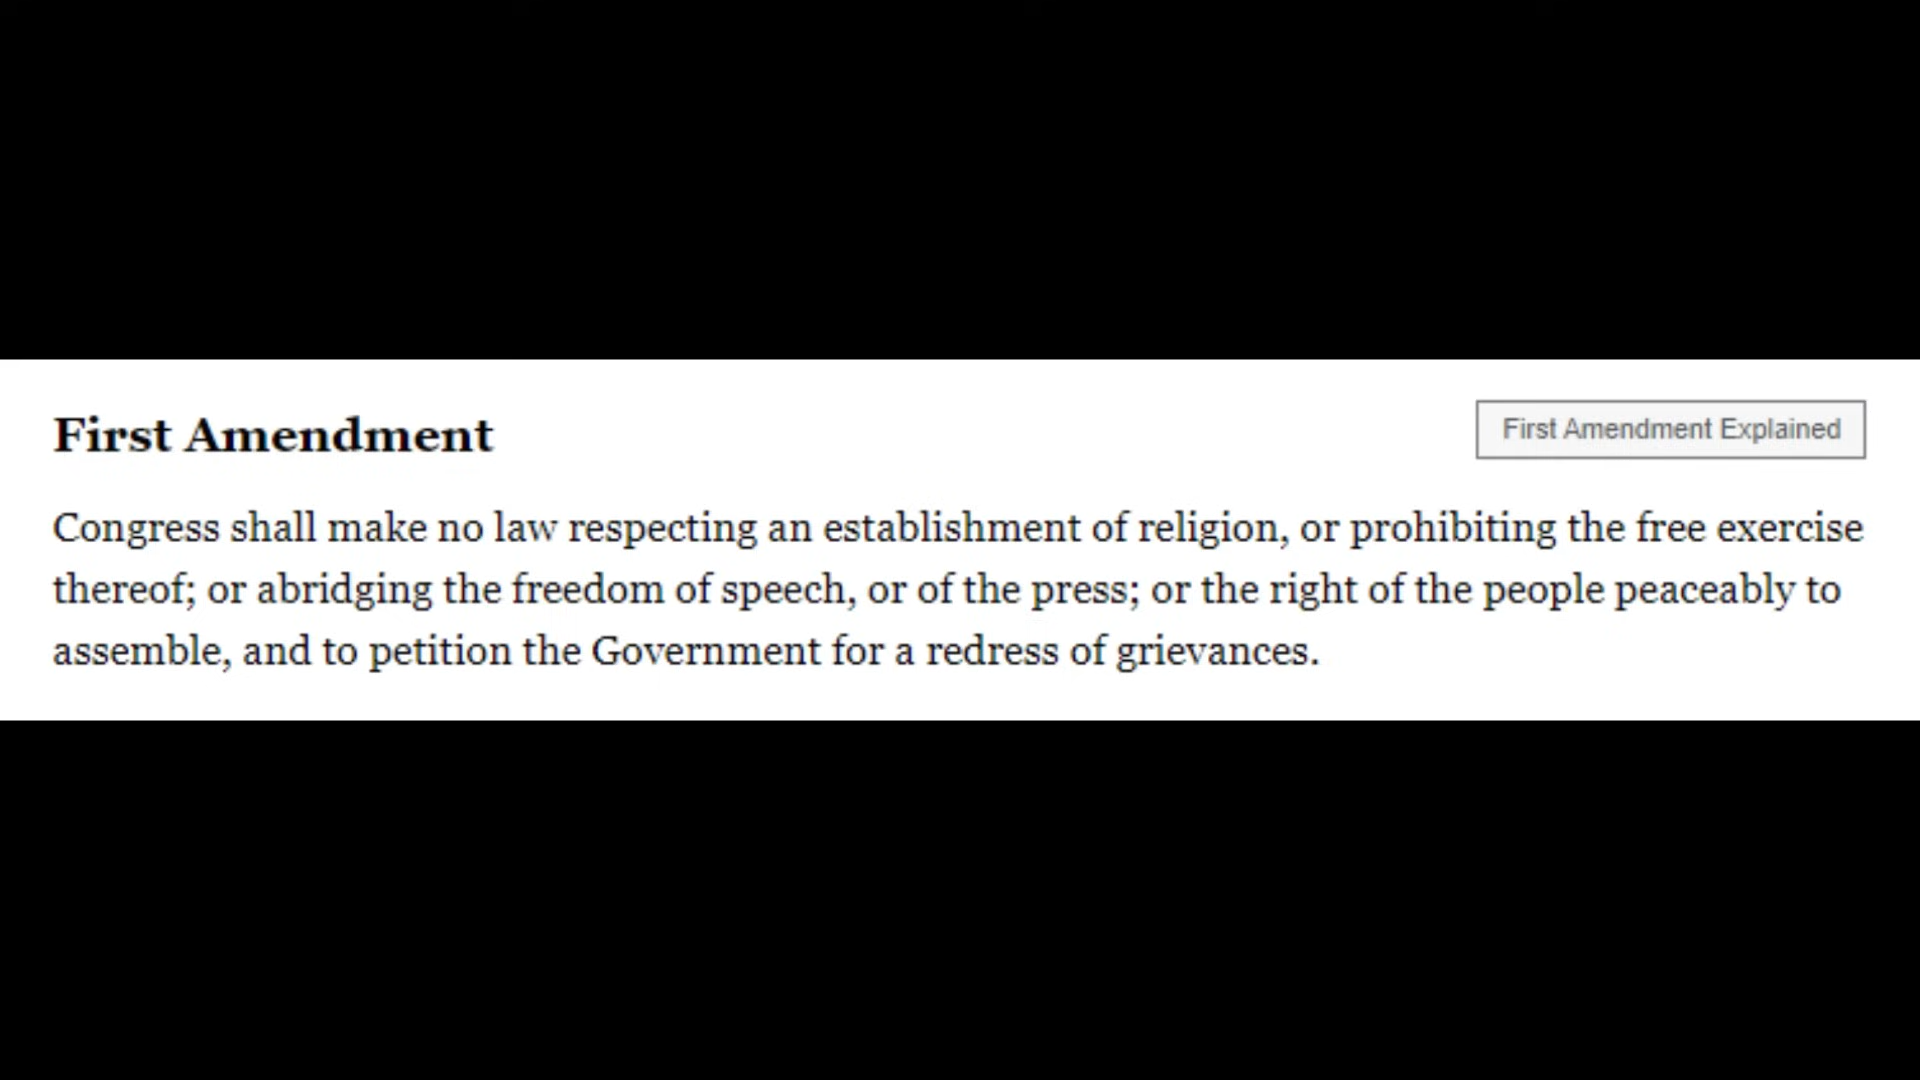 First Amendment
First Amendment Explained
Congress shall make no law respecting an establishment of religion, or prohibiting the free exercise
thereof; or abridging the freedom of speech, or of the press; or the right of the people peaceably to
assemble, and to petition the Government for a redress of grievances.